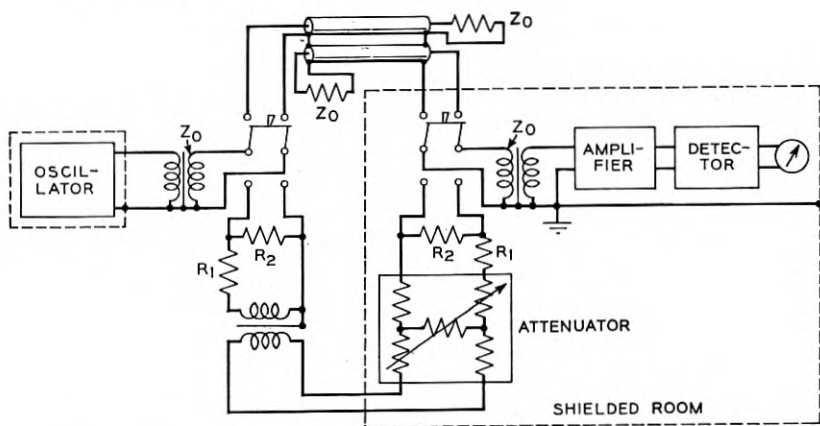 Z0
Z0
Z0
Z0
OSCIL-
LATOR
AMPLI-
FIER
DETEC-
TOR
R2
R1
R2
R1
ATTENUATOR
SHIELDED ROOM